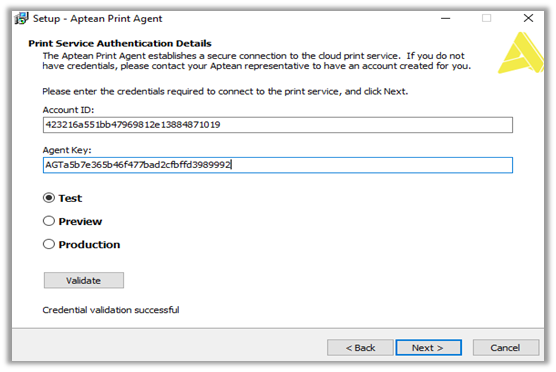 Setup - Aptean Print Agent
Print Service Authentication Details
The Aptean Print Agent establishes a secure connection to the cloud print service. If you do not
have credentials, please contact your Aptean representative to have an account created for you.
Please enter the credentials required to connect to the print service, and click Next.
Account ID:
423216a551bb47969812e13884871019
Agent Key:
AGTa5b7e365b46f477bad2cfbffd3989992
Test
Preview
Production
Validate
Credential validation successful
< Back
Next >
Cancel